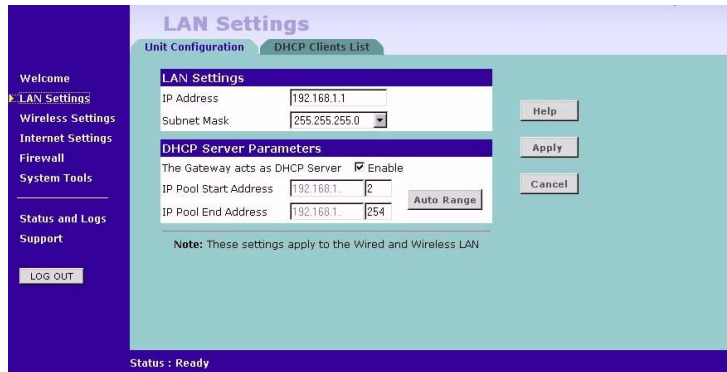 LAN Settings
Unit Configuration
DHCP Clients List
Welcome
LAN Settings
Wireless Settings
Internet Settings
Firewall
System Tools
Status and Logs
Support
LOG OUT
LAN Settings
IP Address 192.168.1.1
Subnet Mask 255.255.255.0
DHCP Server Parameters
The Gateway acts as DHCP Server Enable
IP Pool Start Address 192.168.1. 2
IP Pool End Address 192.168.1. 254
Auto Range
Note: These settings apply to the Wired and Wireless LAN
Help
Apply
Cancel
Status : Ready